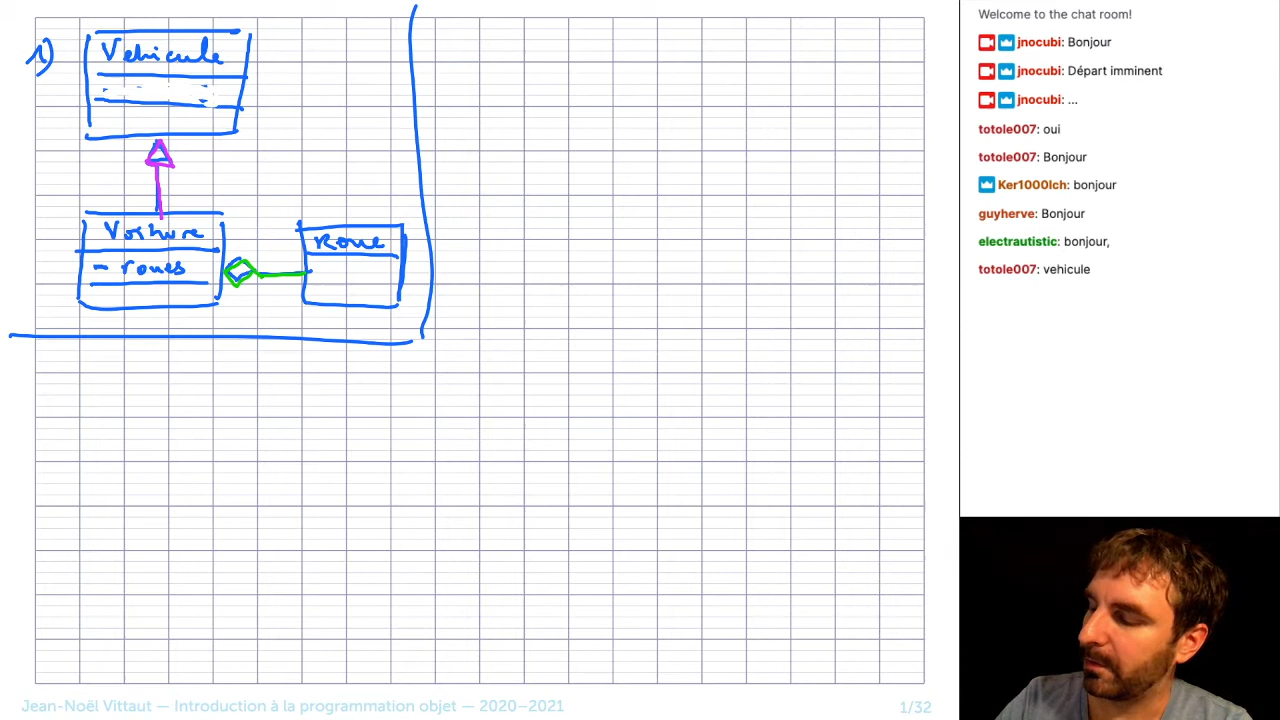 1)
Vehicule
Voiture
- roues
Roue
Jean-Noël Vittaut — Introduction à la programmation objet — 2020–2021
1/32
Welcome to the chat room!
jnocubi: Bonjour
jnocubi: Départ imminent
jnocubi: ...
totole007: oui
totole007: Bonjour
Ker1000lch: bonjour
guyherve: Bonjour
electrautistic: bonjour,
totole007: vehicule